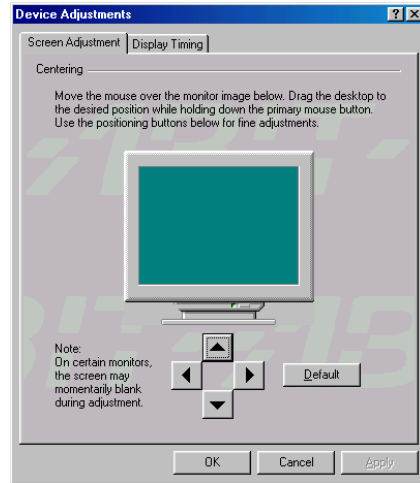 Device Adjustments
Screen Adjustment
Display Timing
Centering
Move the mouse over the monitor image below. Drag the desktop to
the desired position while holding down the primary mouse button.
Use the positioning buttons below for fine adjustments.
Note:
On certain monitors,
the screen may
momentarily blank
during adjustment.
Default
OK
Cancel
Apply